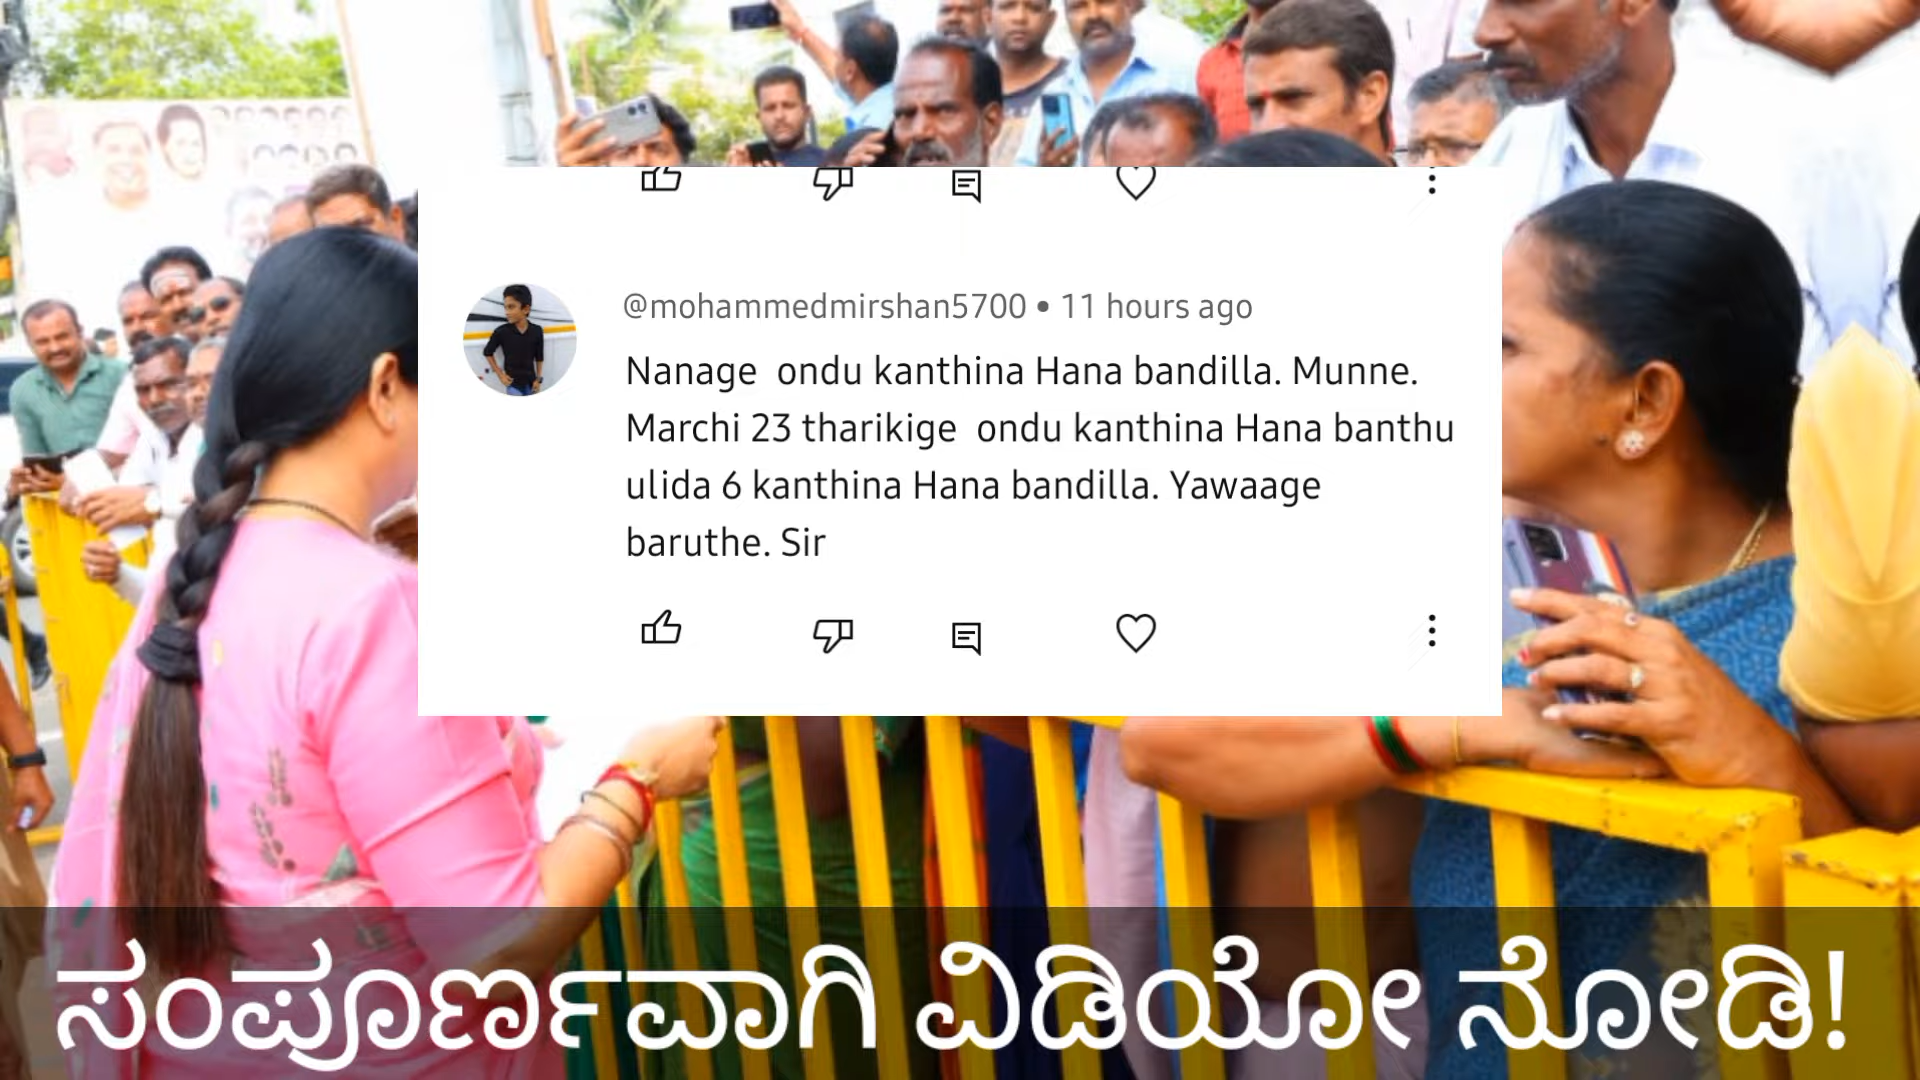 @mohammedmirshan5700 • 11 hours ago
Nanage  ondu kanthina Hana bandilla. Munne.
Marchi 23 tharikige  ondu kanthina Hana banthu
ulida 6 kanthina Hana bandilla. Yawaage
baruthe. Sir
ಸಂಪೂರ್ಣವಾಗಿ ವಿಡಿಯೋ ನೋಡಿ!